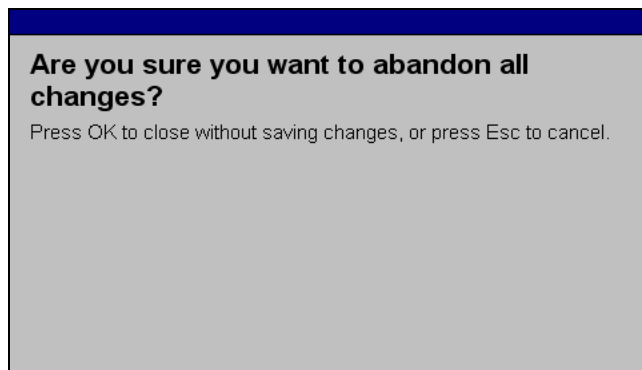 Are you sure you want to abandon all
changes?
Press OK to close without saving changes, or press Esc to cancel.